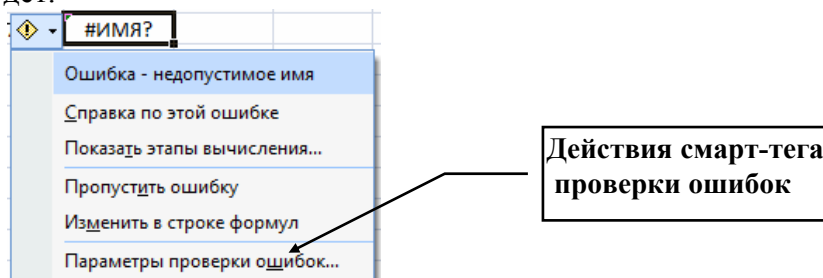 #ИМЯ?
Ошибка - недопустимое имя
Справка по этой ошибке
Показать этапы вычисления...
Пропустить ошибку
Изменить в строке формул
Параметры проверки ошибок...
Действия смарт-тега
проверки ошибок